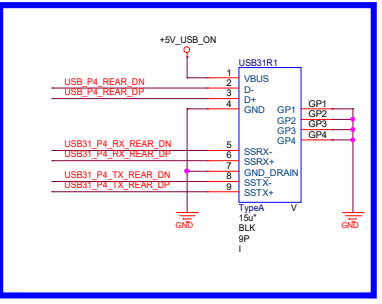 +5V_USB_ON
USB31R1
1 VBUS
USB_P4_REAR_DN 2 D-
USB_P4_REAR_DP 3 D+
4 GND GP1 GP1
GP2 GP2
GP3 GP3
GP4 GP4
USB31_P4_RX_REAR_DN 5 SSRX-
USB31_P4_RX_REAR_DP 6 SSRX+
7 GND_DRAIN
USB31_P4_TX_REAR_DN 8 SSTX-
USB31_P4_TX_REAR_DP 9 SSTX+
TypeA V
15u"
BLK
9P
I
GND
GND